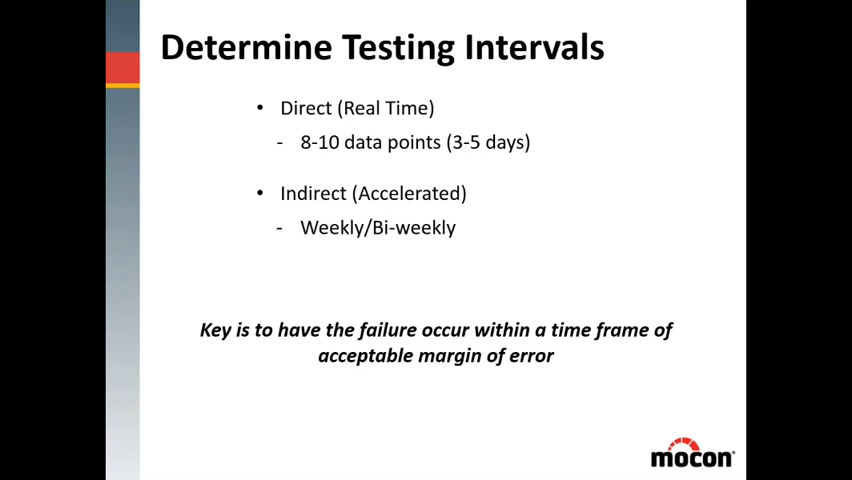 Determine Testing Intervals
• Direct (Real Time)
- 8-10 data points (3-5 days)
• Indirect (Accelerated)
- Weekly/Bi-weekly
Key is to have the failure occur within a time frame of
acceptable margin of error
mocon®